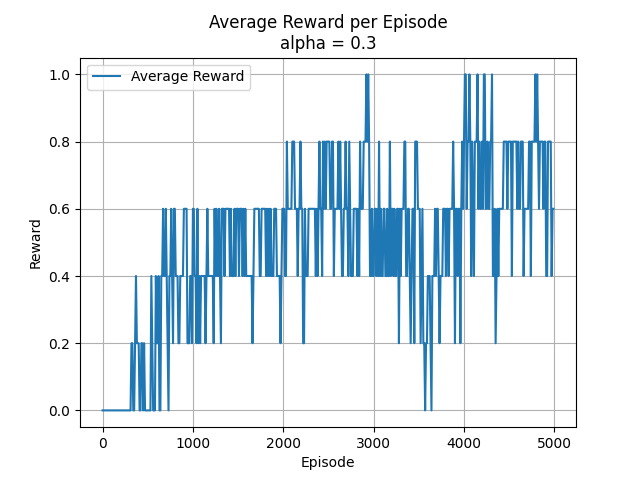 Average Reward per Episode
alpha = 0.3
Average Reward
1.0
0.8
0.6
0.4
0.2
0.0
Reward
0 1000 2000 3000 4000 5000
Episode